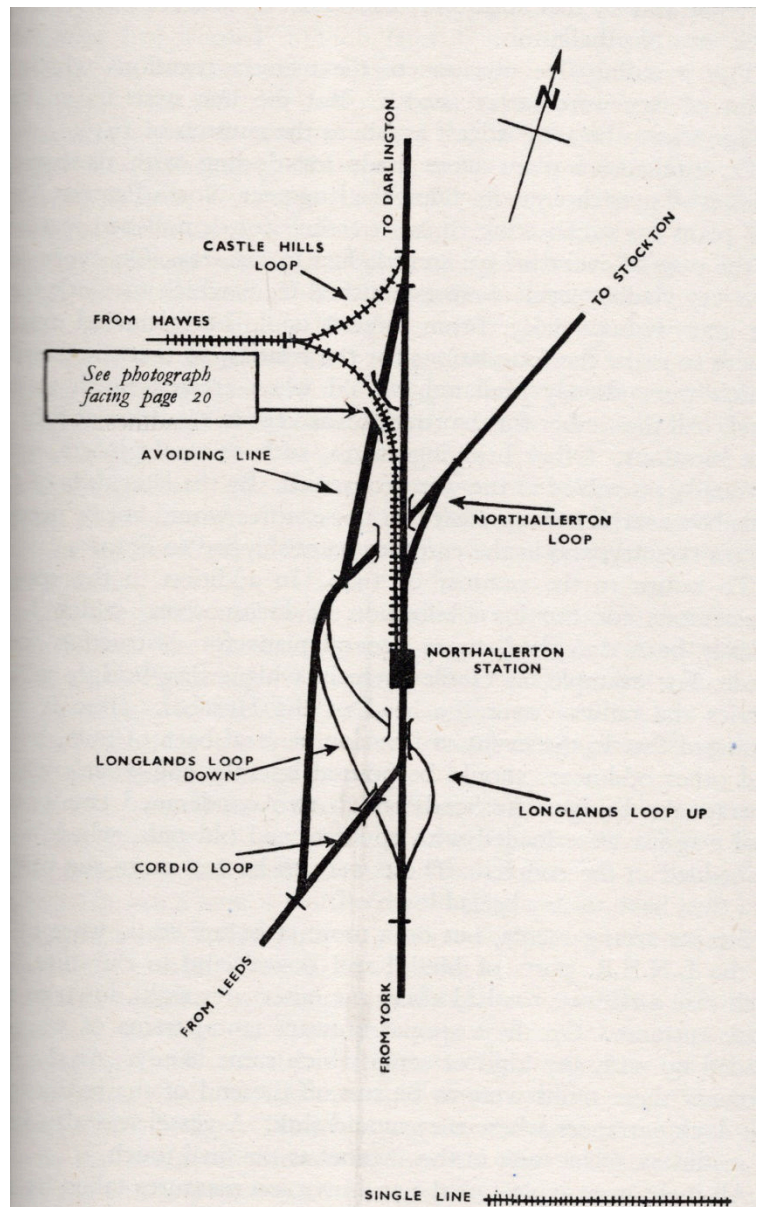 N
TO DARLINGTON
TO STOCKTON
CASTLE HILLS
LOOP
FROM HAWES
See photograph
facing page 20
AVOIDING LINE
NORTHALLERTON
LOOP
NORTHALLERTON
STATION
LONGLANDS LOOP
DOWN
LONGLANDS LOOP UP
CORDIO LOOP
FROM LEEDS
FROM YORK
SINGLE LINE